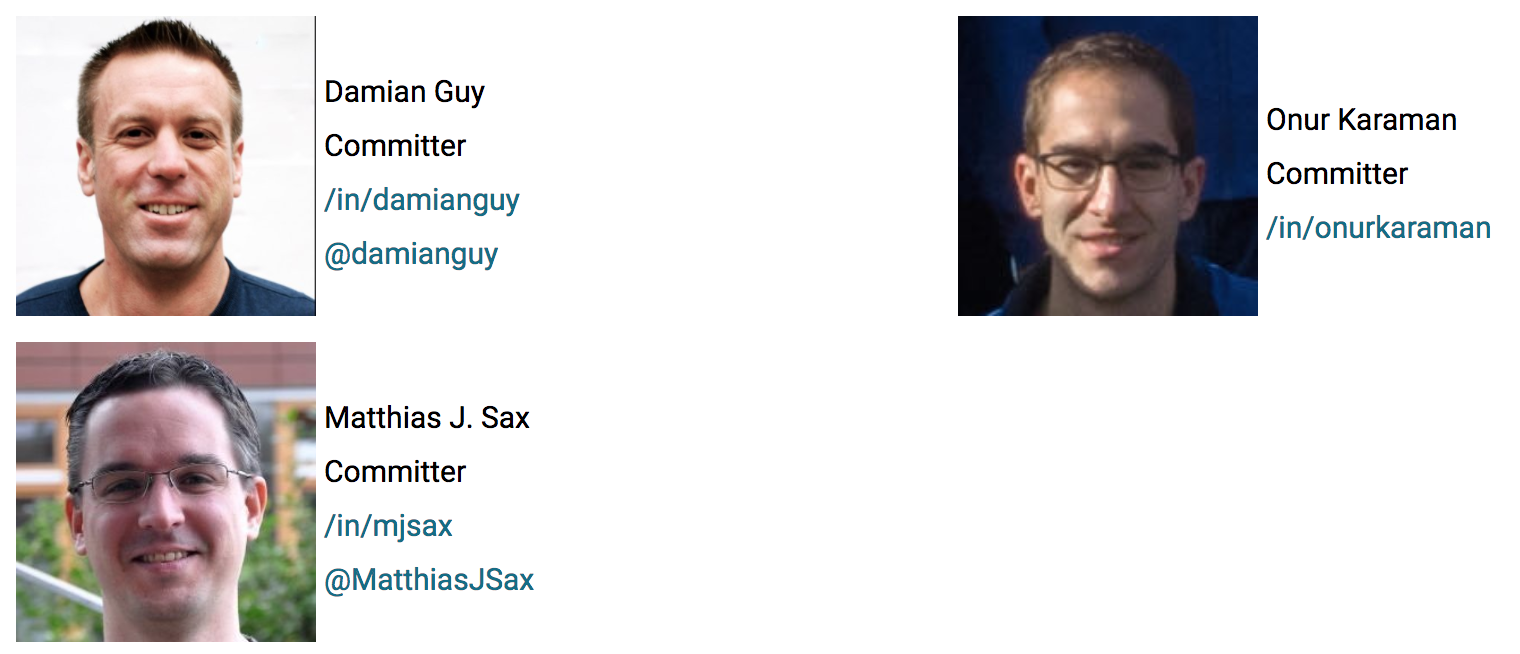 Damian Guy
Committer
/in/damianguy
@damianguy
Onur Karaman
Committer
/in/onurkaraman
Matthias J. Sax
Committer
/in/mjsax
@MatthiasJSax